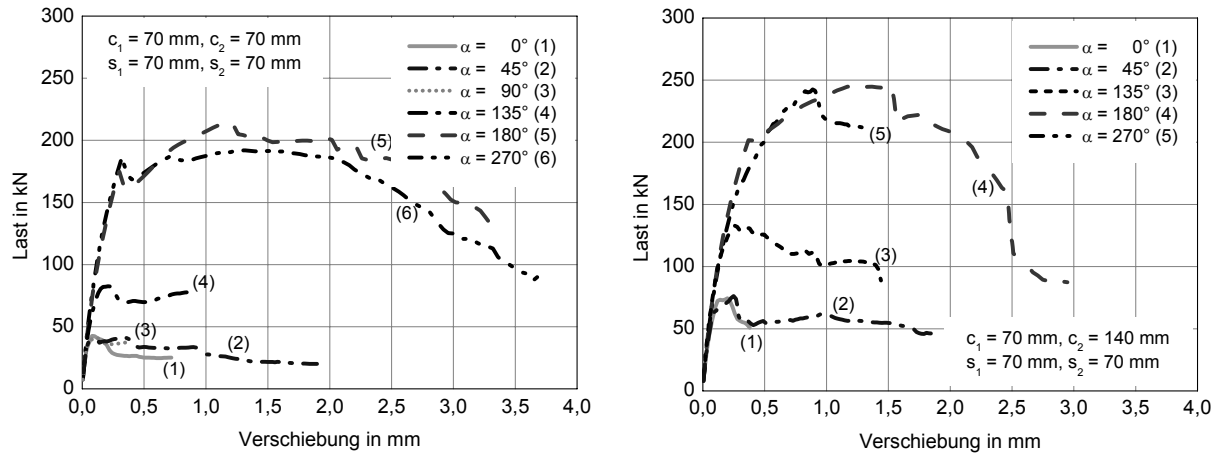 300
250
200
150
100
50
0
Last in kN
c₁ = 70 mm, c₂ = 70 mm
s₁ = 70 mm, s₂ = 70 mm
α = 0° (1)
α = 45° (2)
α = 90° (3)
α = 135° (4)
α = 180° (5)
α = 270° (6)
(5)
(6)
(4)
(3)
(2)
(1)
0,0 0,5 1,0 1,5 2,0 2,5 3,0 3,5 4,0
Verschiebung in mm
300
250
200
150
100
50
0
Last in kN
α = 0° (1)
α = 45° (2)
α = 135° (3)
α = 180° (4)
α = 270° (5)
(5)
(4)
(3)
(2)
(1)
c₁ = 70 mm, c₂ = 140 mm
s₁ = 70 mm, s₂ = 70 mm
0,0 0,5 1,0 1,5 2,0 2,5 3,0 3,5 4,0
Verschiebung in mm